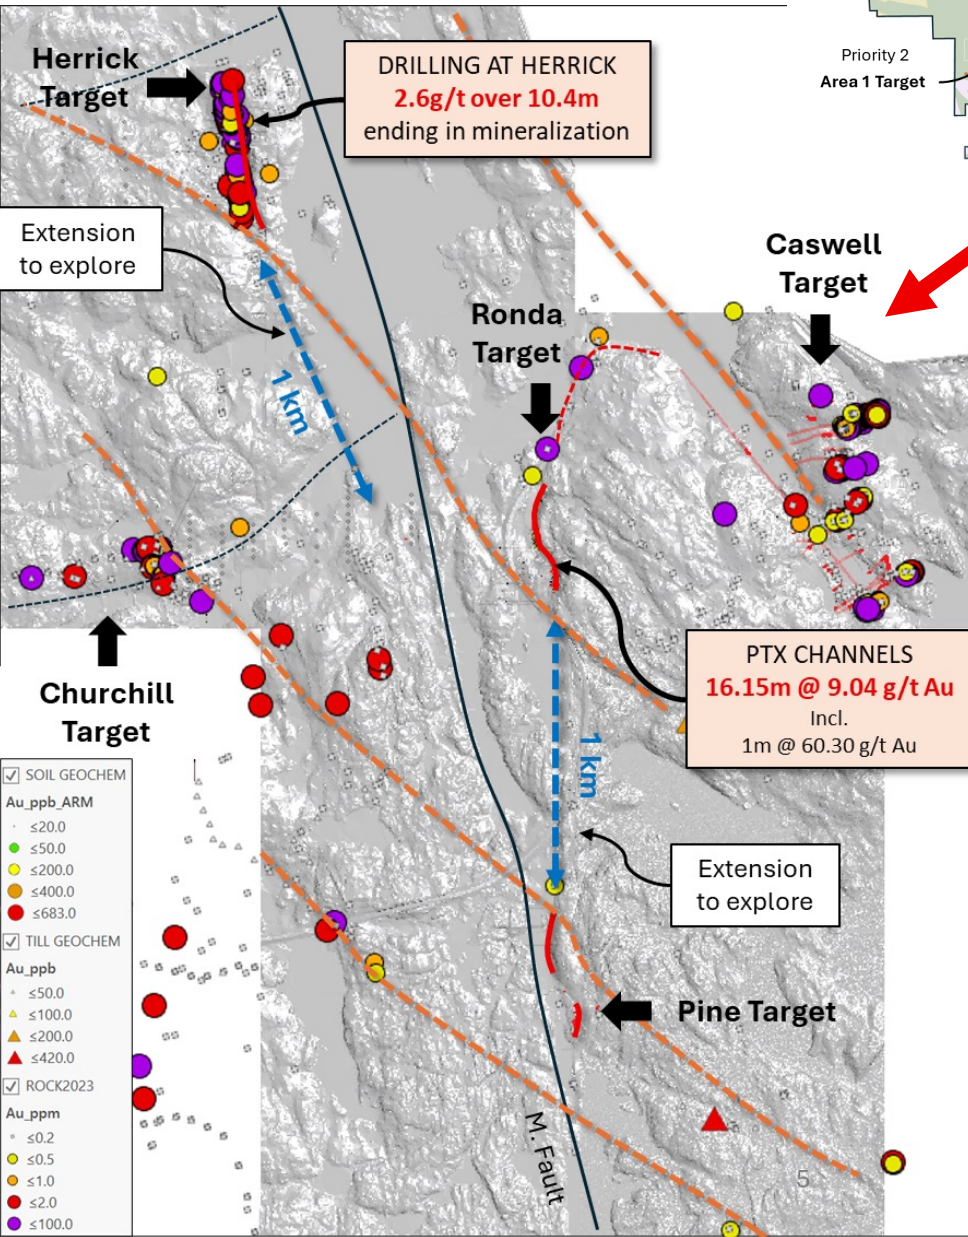 Herrick
Target
DRILLING AT HERRICK
2.6g/t over 10.4m
ending in mineralization
Priority 2
Area 1 Target
Extension
to explore
1 km
Caswell
Target
Ronda
Target
Churchill
Target
PTX CHANNELS
16.15m @ 9.04 g/t Au
Incl.
1m @ 60.30 g/t Au
1 km
Extension
to explore
Pine Target
M. Fault
5
SOIL GEOCHEM
Au_ppb_ARM
≤20.0
≤50.0
≤200.0
≤400.0
≤683.0
TILL GEOCHEM
Au_ppb
≤50.0
≤100.0
≤200.0
≤420.0
ROCK2023
Au_ppm
≤0.2
≤0.5
≤1.0
≤2.0
≤100.0